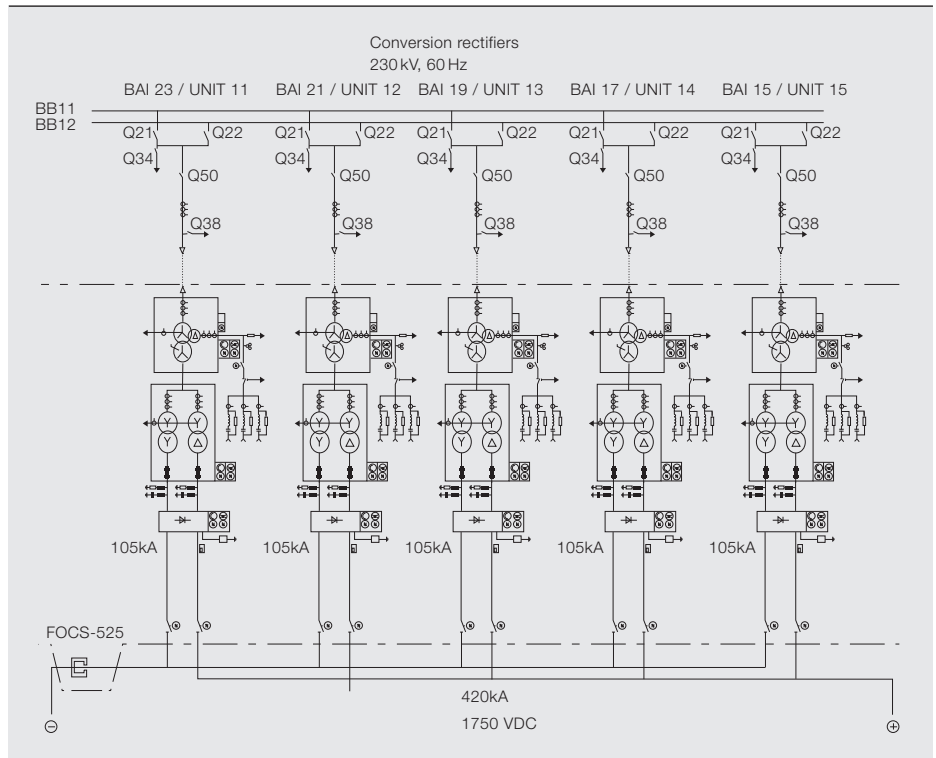 Conversion rectifiers
230 kV, 60 Hz
BAI 23 / UNIT 11 BAI 21 / UNIT 12 BAI 19 / UNIT 13 BAI 17 / UNIT 14 BAI 15 / UNIT 15
BB11
BB12
Q21 Q22 Q21 Q22 Q21 Q22 Q21 Q22 Q21 Q22
Q34 Q34 Q34 Q34 Q34
Q50 Q50 Q50 Q50 Q50
Q38 Q38 Q38 Q38 Q38
105kA 105kA 105kA 105kA 105kA
FOCS-525
420kA
1750 VDC